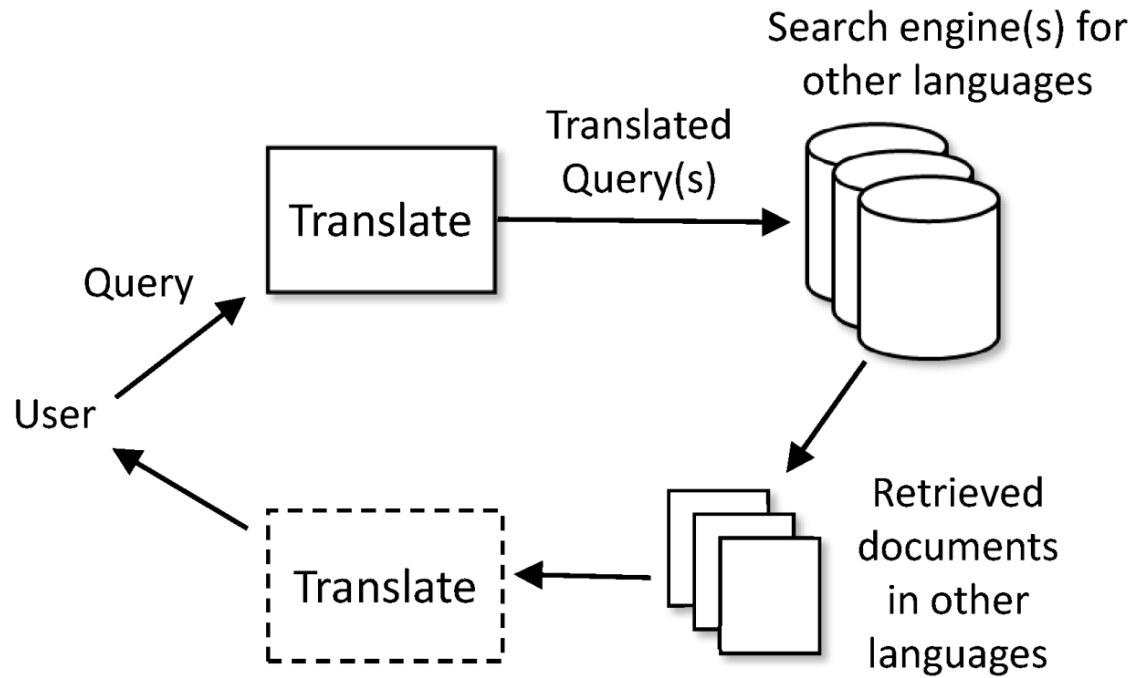 Search engine(s) for
other languages
Translated
Query(s)
Translate
Query
User
Retrieved
documents
in other
languages
Translate